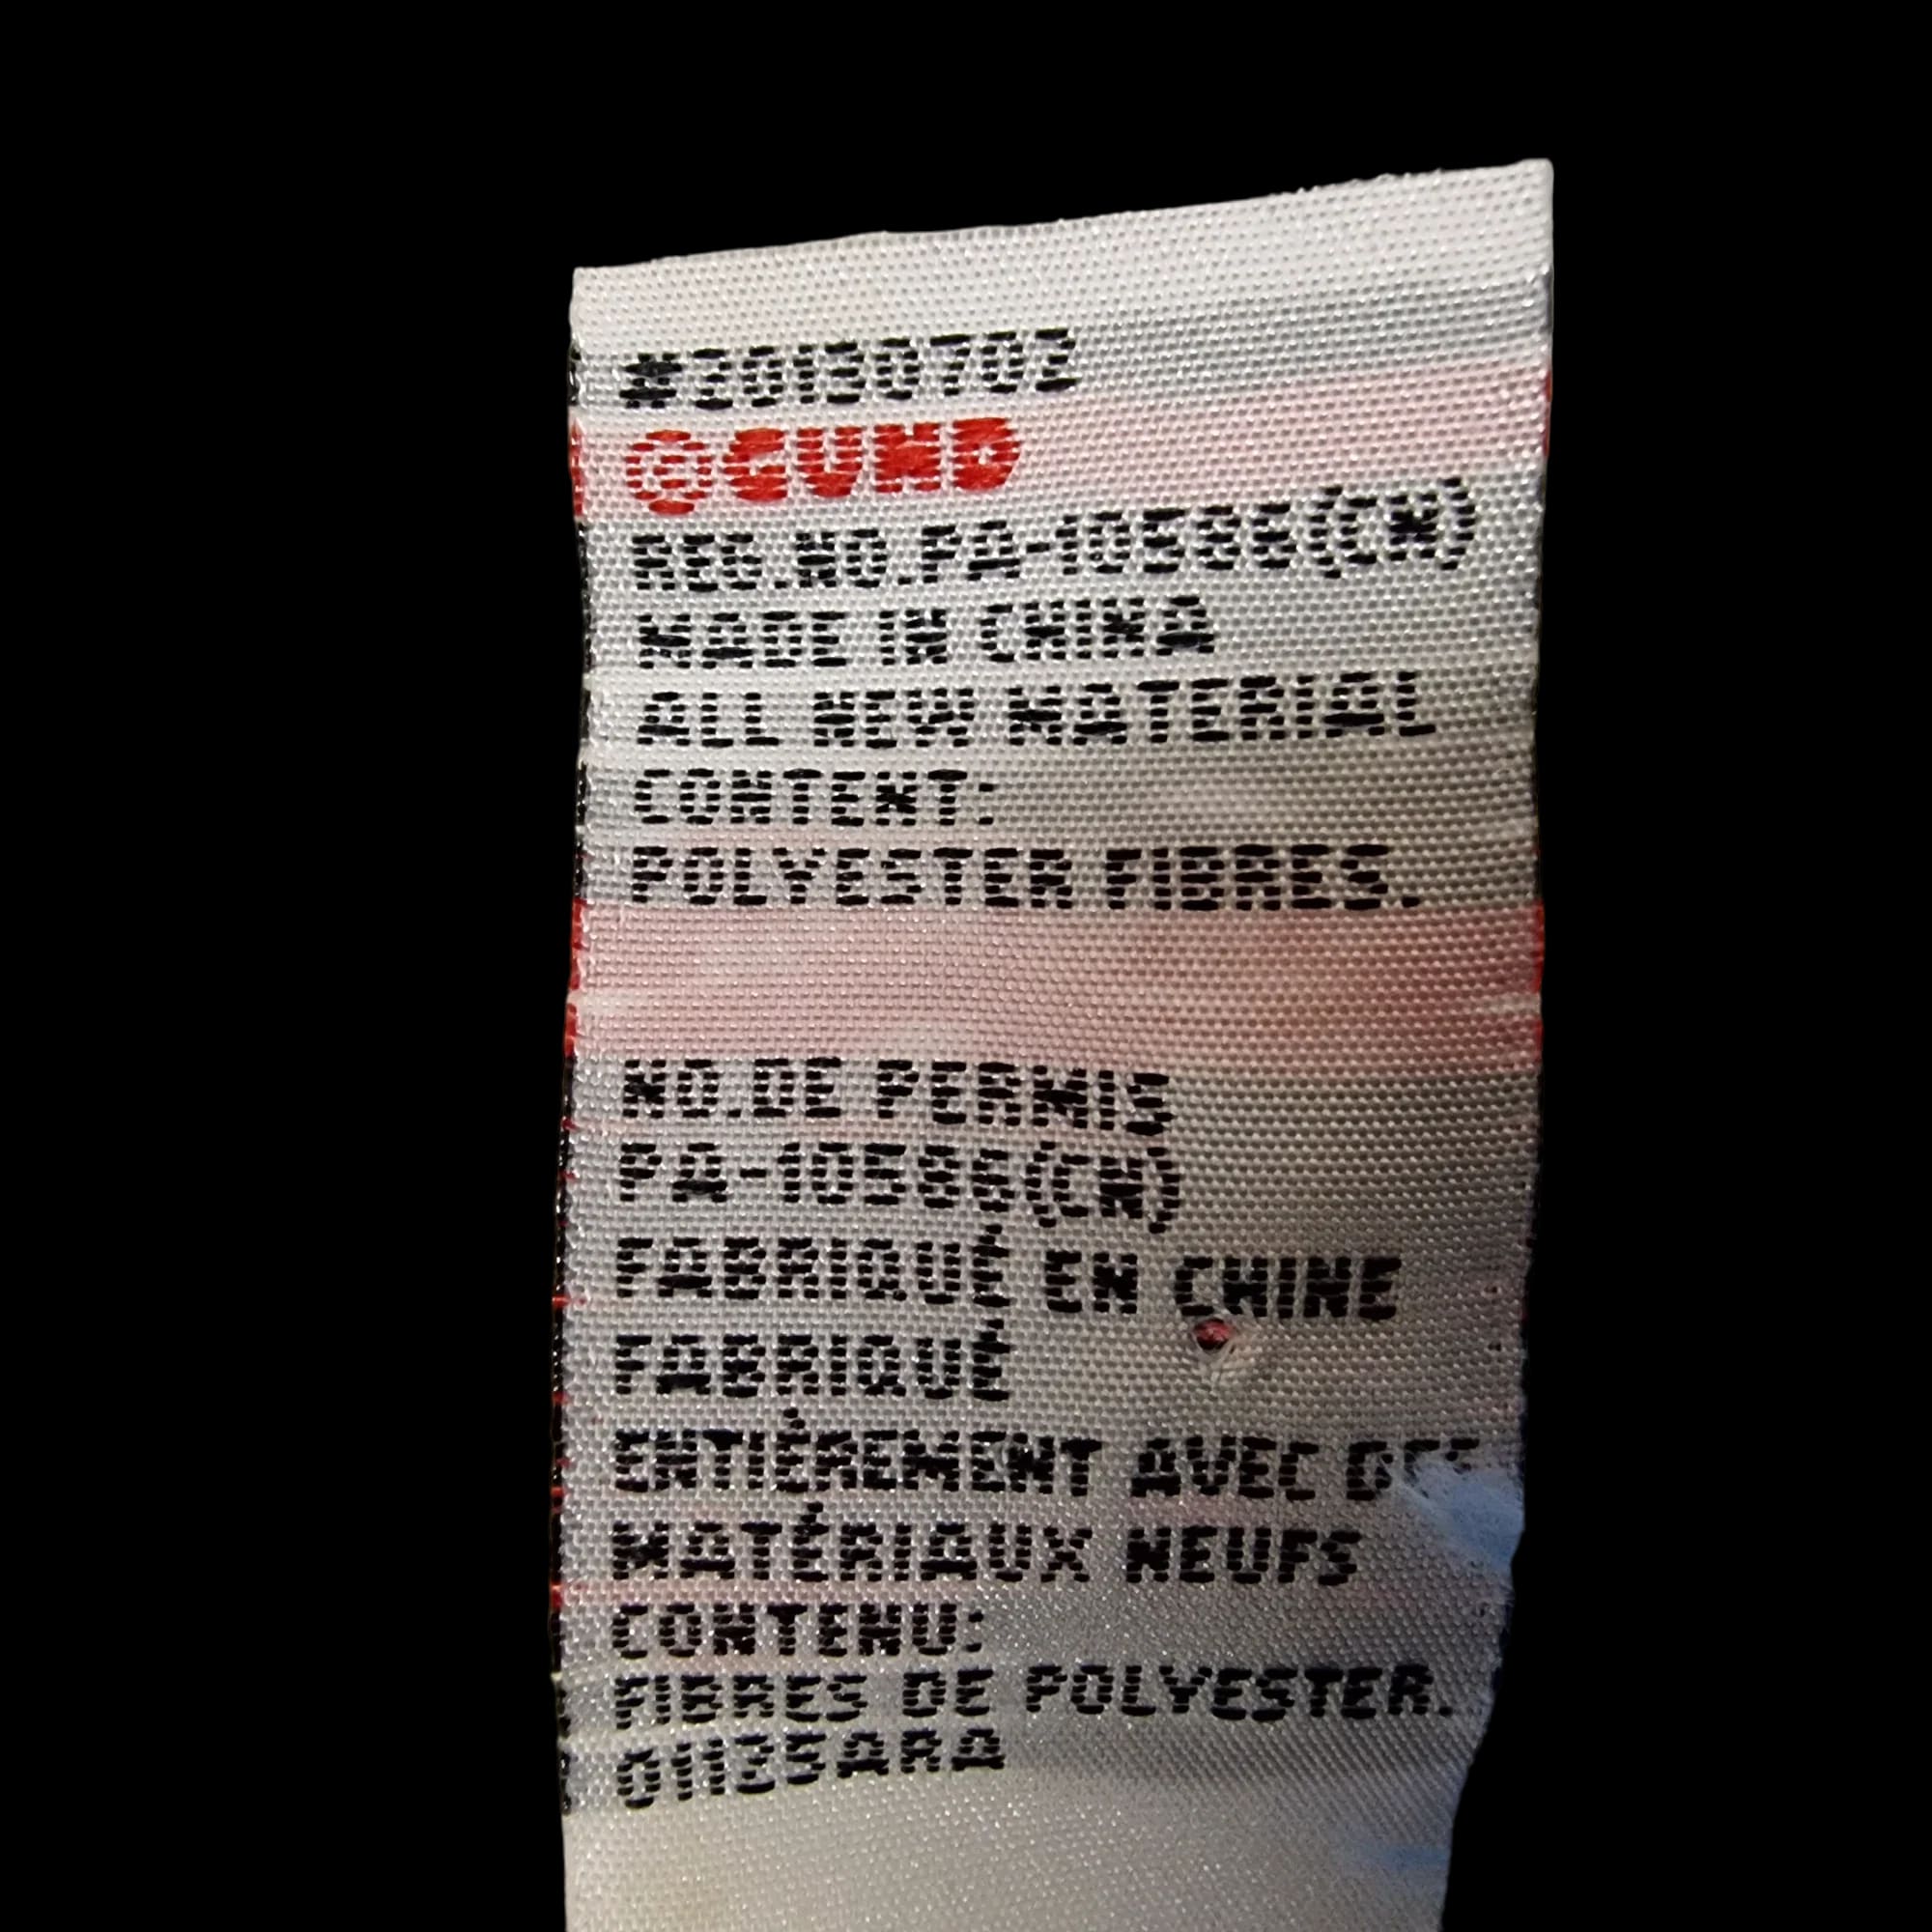 #20130702
©GUND
REG.NO.PA-10586(CN)
MADE IN CHINA
ALL NEW MATERIAL
CONTENT:
POLYESTER FIBRES.
NO.DE PERMIS
PA-10586(CN)
FABRIQUÉ EN CHINE
FABRIQUÉ
ENTIÈREMENT AVEC DES
MATÉRIAUX NEUFS
CONTENU:
FIBRES DE POLYESTER.
01125ARA